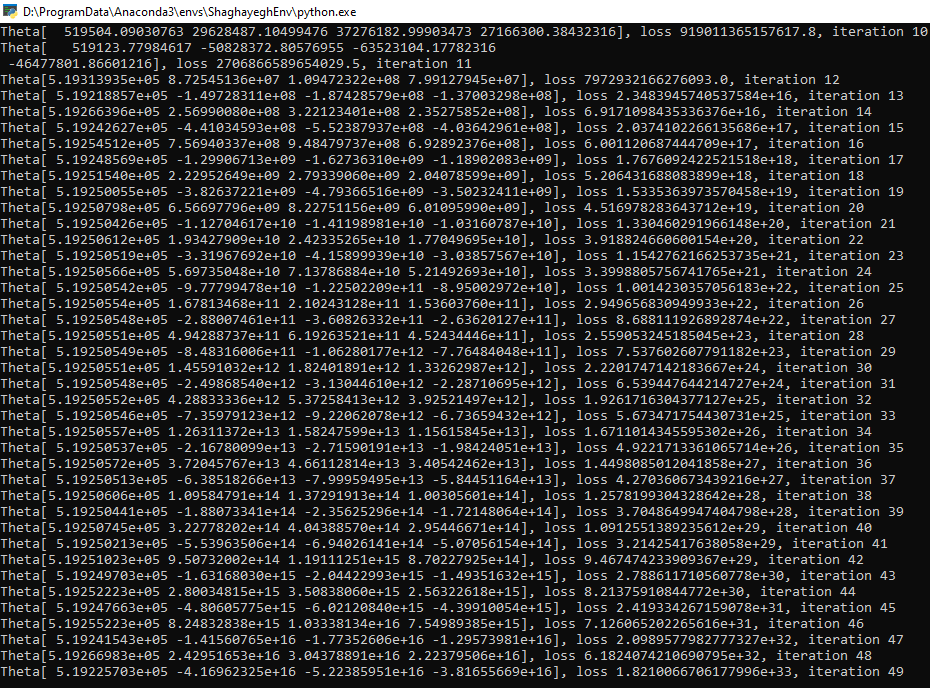 D:\ProgramData\Anaconda3\envs\ShaghayeghEnv\python.exe
Theta[  519504.09030763 29628487.10499476 37276182.99903473 27166300.38432316], loss 919011365157617.8, iteration 10
Theta[   519123.77984617 -50828372.80576955 -63523104.17782316
 -46477801.86601216], loss 2706866589654029.5, iteration 11
Theta[5.19313935e+05 8.72545136e+07 1.09472322e+08 7.99127945e+07], loss 7972932166276093.0, iteration 12
Theta[ 5.19218857e+05 -1.49728311e+08 -1.87428579e+08 -1.37003298e+08], loss 2.3483945740537584e+16, iteration 13
Theta[5.19266396e+05 2.56990080e+08 3.22123401e+08 2.35275852e+08], loss 6.9171098435336376e+16, iteration 14
Theta[ 5.19242627e+05 -4.41034593e+08 -5.52387937e+08 -4.03642961e+08], loss 2.0374102266135686e+17, iteration 15
Theta[5.19254512e+05 7.56940337e+08 9.48479737e+08 6.92892376e+08], loss 6.001120687444709e+17, iteration 16
Theta[ 5.19248569e+05 -1.29906713e+09 -1.62736310e+09 -1.18902083e+09], loss 1.7676092422521518e+18, iteration 17
Theta[5.19251540e+05 2.22952649e+09 2.79339060e+09 2.04078599e+09], loss 5.206431688083899e+18, iteration 18
Theta[ 5.19250055e+05 -3.82637221e+09 -4.79366516e+09 -3.50232411e+09], loss 1.5335363973570458e+19, iteration 19
Theta[5.19250798e+05 6.56697796e+09 8.22751156e+09 6.01095990e+09], loss 4.516978283643712e+19, iteration 20
Theta[ 5.19250426e+05 -1.12704617e+10 -1.41198981e+10 -1.03160787e+10], loss 1.330460291966148e+20, iteration 21
Theta[5.19250612e+05 1.93427909e+10 2.42335265e+10 1.77049695e+10], loss 3.918824660600154e+20, iteration 22
Theta[ 5.19250519e+05 -3.31967692e+10 -4.15899939e+10 -3.03857567e+10], loss 1.1542762166253735e+21, iteration 23
Theta[5.19250566e+05 5.69735048e+10 7.13786884e+10 5.21492693e+10], loss 3.3998805756741765e+21, iteration 24
Theta[ 5.19250542e+05 -9.77799478e+10 -1.22502209e+11 -8.95002972e+10], loss 1.0014230357056183e+22, iteration 25
Theta[5.19250554e+05 1.67813468e+11 2.10243128e+11 1.53603760e+11], loss 2.949656830949933e+22, iteration 26
Theta[ 5.19250548e+05 -2.88007461e+11 -3.60826332e+11 -2.63620127e+11], loss 8.688111926892874e+22, iteration 27
Theta[5.19250551e+05 4.94288737e+11 6.19263521e+11 4.52434446e+11], loss 2.559053245185045e+23, iteration 28
Theta[ 5.19250549e+05 -8.48316006e+11 -1.06280177e+12 -7.76484048e+11], loss 7.537602607791182e+23, iteration 29
Theta[5.19250551e+05 1.45591032e+12 1.82401891e+12 1.33262987e+12], loss 2.2201747142183667e+24, iteration 30
Theta[ 5.19250548e+05 -2.49868540e+12 -3.13044610e+12 -2.28710695e+12], loss 6.539447644214727e+24, iteration 31
Theta[5.19250552e+05 4.28833336e+12 5.37258413e+12 3.92521497e+12], loss 1.9261716304377127e+25, iteration 32
Theta[ 5.19250546e+05 -7.35979123e+12 -9.22062078e+12 -6.73659432e+12], loss 5.673471754430731e+25, iteration 33
Theta[5.19250557e+05 1.26311372e+13 1.58247599e+13 1.15615845e+13], loss 1.6711014345595302e+26, iteration 34
Theta[ 5.19250537e+05 -2.16780099e+13 -2.71590191e+13 -1.98424051e+13], loss 4.9221713361065714e+26, iteration 35
Theta[5.19250572e+05 3.72045767e+13 4.66112814e+13 3.40542462e+13], loss 1.4498085012041858e+27, iteration 36
Theta[ 5.19250513e+05 -6.38518266e+13 -7.99959495e+13 -5.84451164e+13], loss 4.270360673439216e+27, iteration 37
Theta[5.19250606e+05 1.09584791e+14 1.37291913e+14 1.00305610e+14], loss 1.2578199304328642e+28, iteration 38
Theta[ 5.19250441e+05 -1.88073341e+14 -2.35625296e+14 -1.72148064e+14], loss 3.7048649947404798e+28, iteration 39
Theta[5.19250745e+05 3.22778202e+14 4.04388570e+14 2.95446671e+14], loss 1.0912551389235612e+29, iteration 40
Theta[ 5.19250213e+05 -5.53963506e+14 -6.94026141e+14 -5.07056154e+14], loss 3.21425417638058e+29, iteration 41
Theta[5.19251023e+05 9.50732002e+14 1.19111251e+15 8.70227925e+14], loss 9.467474233909367e+29, iteration 42
Theta[ 5.19249703e+05 -1.63168030e+15 -2.04422993e+15 -1.49351632e+15], loss 2.788611710560778e+30, iteration 43
Theta[5.19252223e+05 2.80034815e+15 3.50838060e+15 2.56322618e+15], loss 8.21375910844772e+30, iteration 44
Theta[ 5.19247663e+05 -4.80605775e+15 -6.02120840e+15 -4.39910054e+15], loss 2.419334267159078e+31, iteration 45
Theta[5.19255223e+05 8.24832838e+15 1.03338134e+16 7.54989385e+15], loss 7.126065202265616e+31, iteration 46
Theta[ 5.19241543e+05 -1.41560765e+16 -1.77352606e+16 -1.29573981e+16], loss 2.0989577982777327e+32, iteration 47
Theta[5.19266983e+05 2.42951653e+16 3.04378891e+16 2.22379506e+16], loss 6.1824074210690795e+32, iteration 48
Theta[ 5.19225703e+05 -4.16962325e+16 -5.22385951e+16 -3.81655669e+16], loss 1.8210066706177996e+33, iteration 49